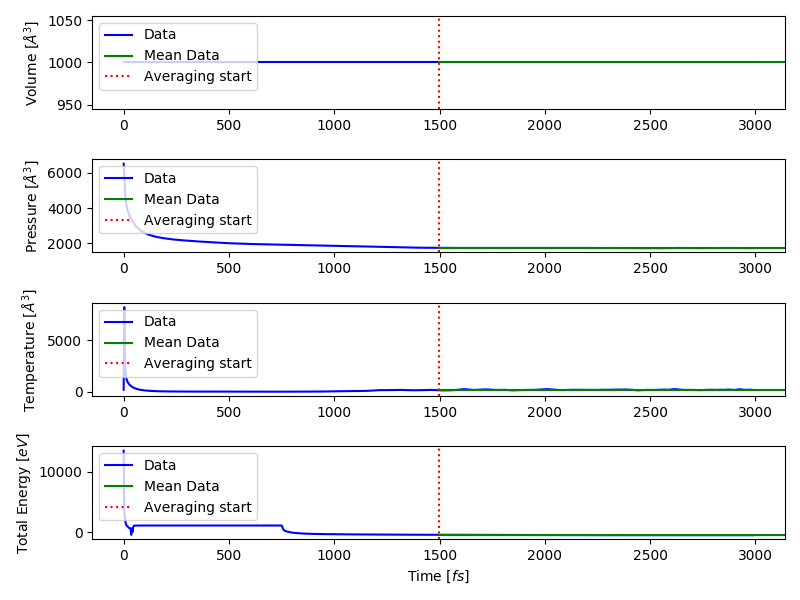 Volume [Å³]
1050
1000
950
Data
Mean Data
Averaging start
0 500 1000 1500 2000 2500 3000
Pressure [Å³]
6000
4000
2000
Data
Mean Data
Averaging start
0 500 1000 1500 2000 2500 3000
Temperature [Å³]
5000
0
Data
Mean Data
Averaging start
0 500 1000 1500 2000 2500 3000
Total Energy [eV]
10000
0
Data
Mean Data
Averaging start
0 500 1000 1500 2000 2500 3000
Time [fs]